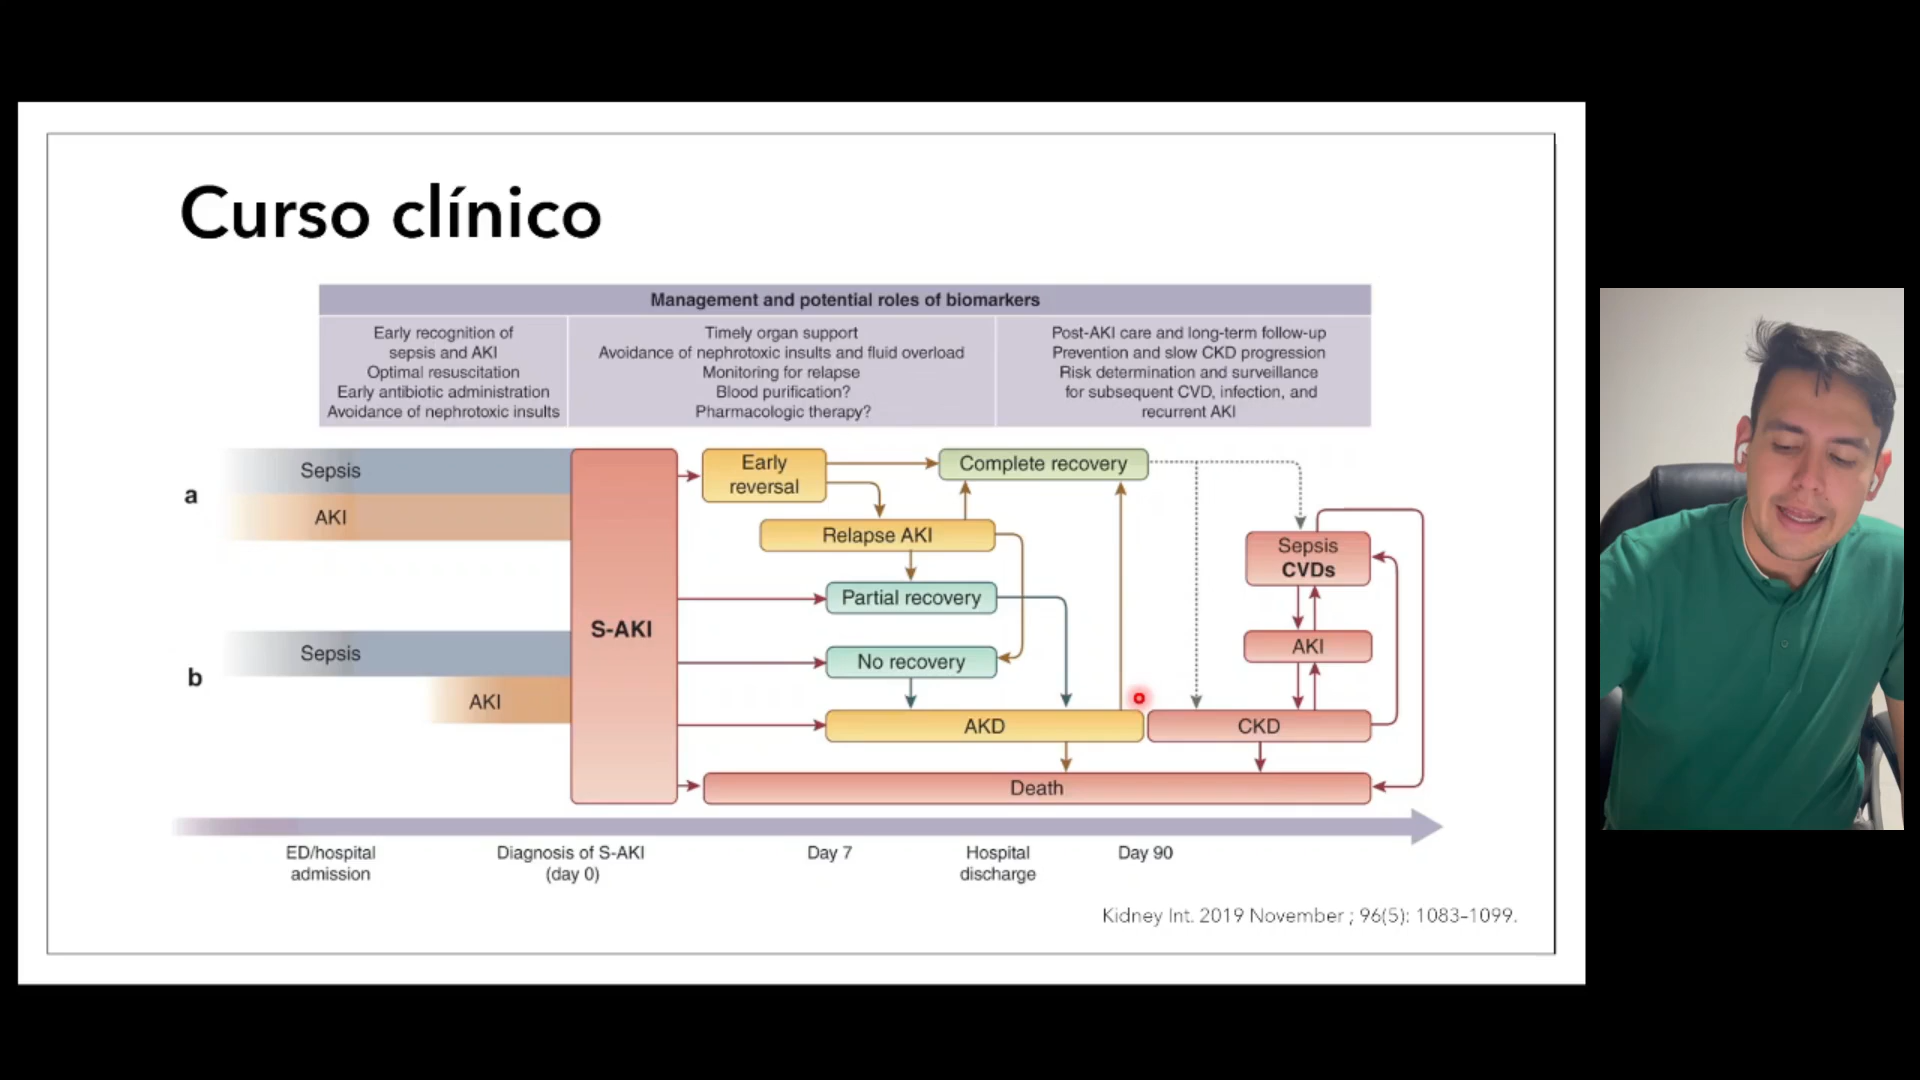 Curso clínico
Management and potential roles of biomarkers
Early recognition of
sepsis and AKI
Optimal resuscitation
Early antibiotic administration
Avoidance of nephrotoxic insults
Timely organ support
Avoidance of nephrotoxic insults and fluid overload
Monitoring for relapse
Blood purification?
Pharmacologic therapy?
Post-AKI care and long-term follow-up
Prevention and slow CKD progression
Risk determination and surveillance
for subsequent CVD, infection, and
recurrent AKI
a
Sepsis
AKI
b
Sepsis
AKI
S-AKI
Early
reversal
Complete recovery
Relapse AKI
Partial recovery
No recovery
AKD
Sepsis
CVDs
AKI
CKD
Death
ED/hospital
admission
Diagnosis of S-AKI
(day 0)
Day 7
Hospital
discharge
Day 90
Kidney Int. 2019 November ; 96(5): 1083–1099.